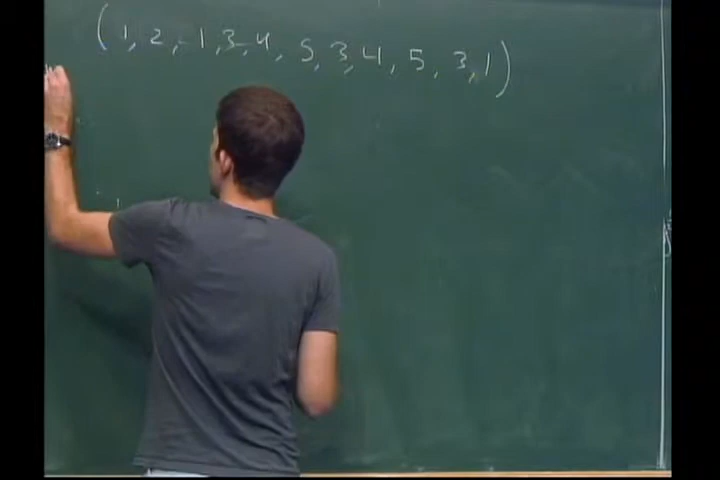 (1, 2, -1, 3, 4, 5, 3, 4, 5, 3, 1)